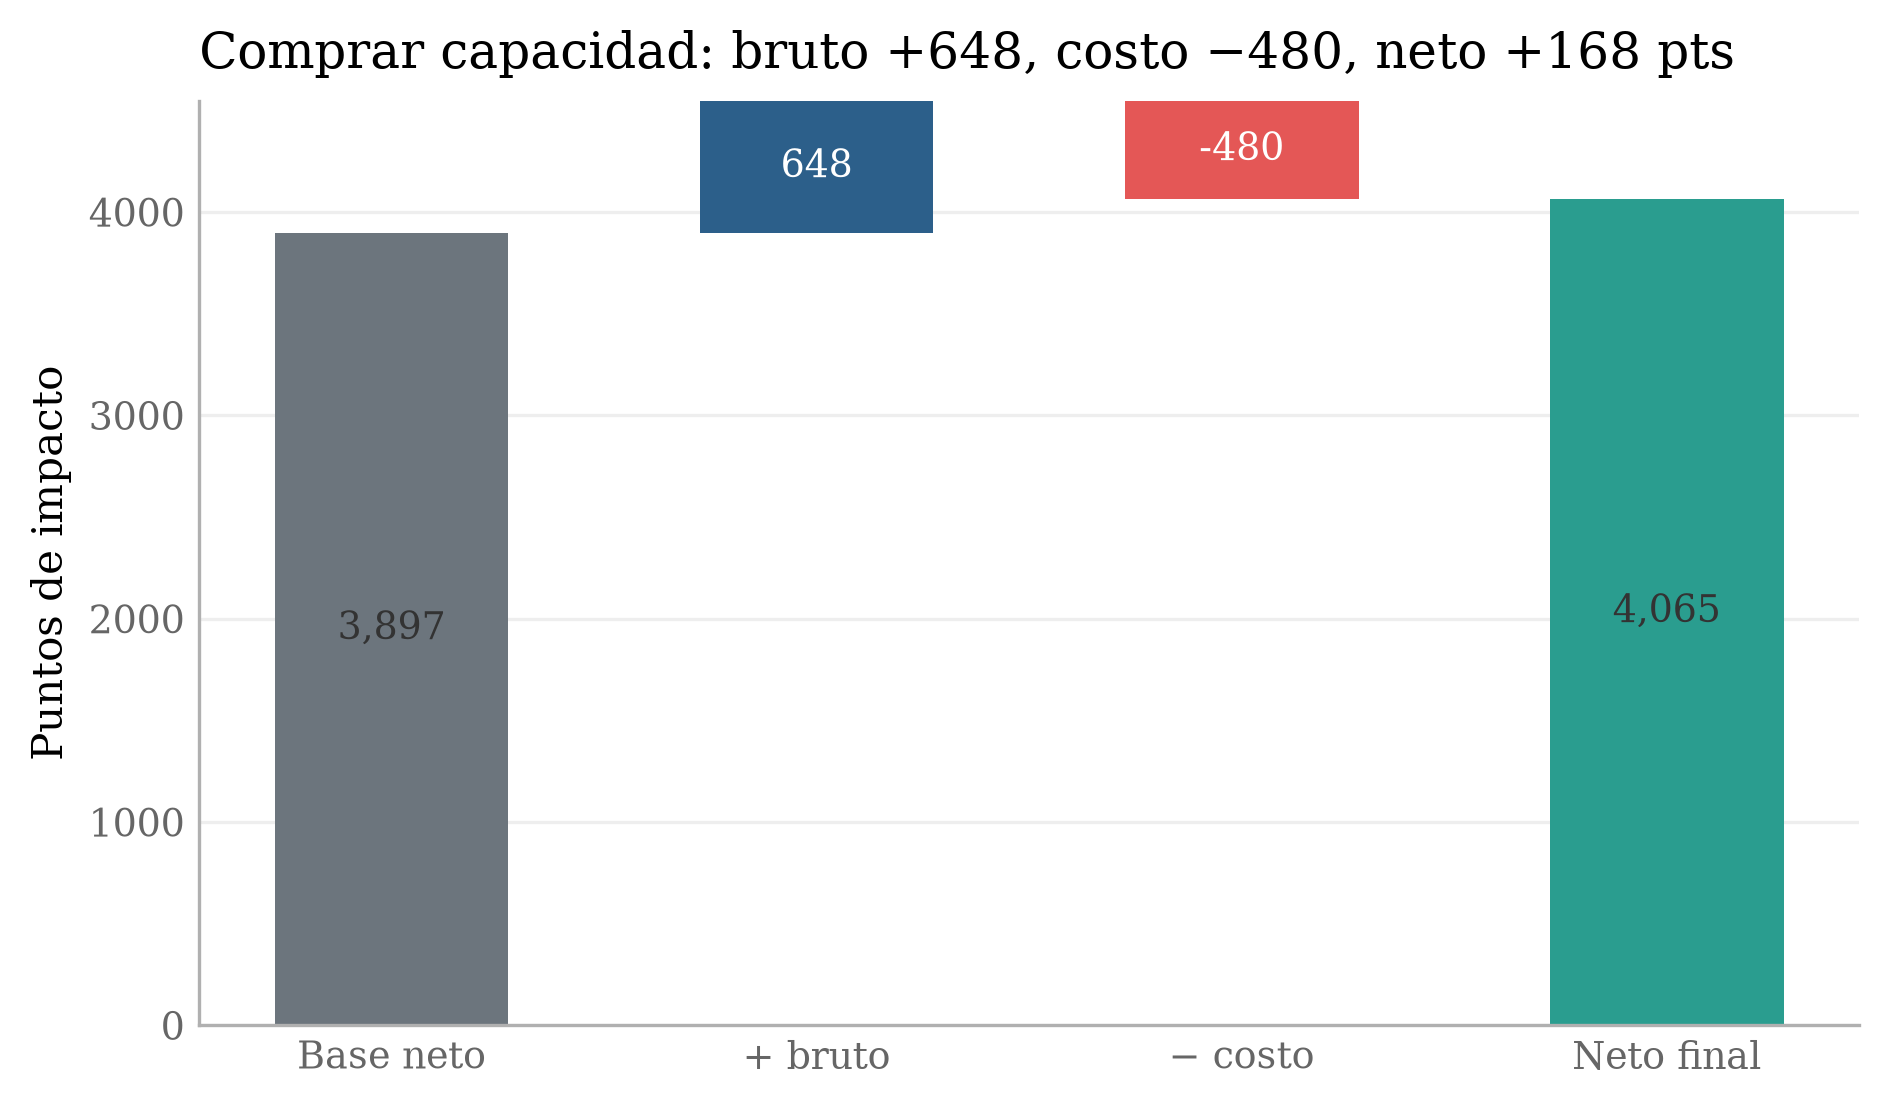 Comprar capacidad: bruto +648, costo −480, neto +168 pts
Puntos de impacto
4000
3000
2000
1000
0
3,897
648
-480
4,065
Base neto
+ bruto
− costo
Neto final